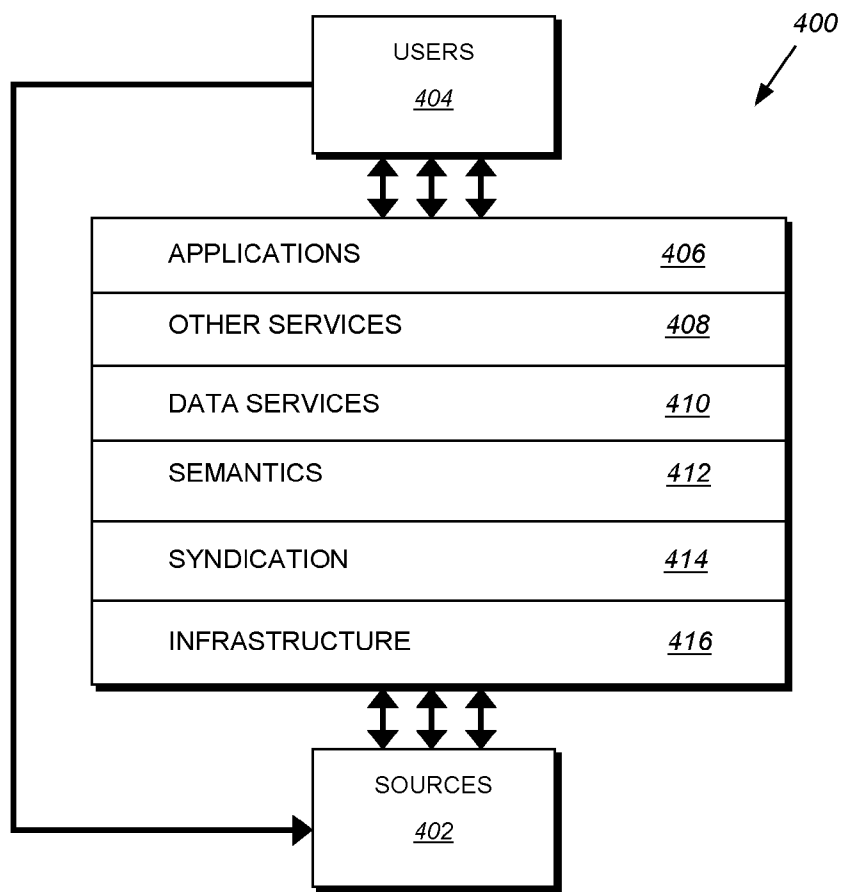 400
USERS
404
APPLICATIONS 406
OTHER SERVICES 408
DATA SERVICES 410
SEMANTICS 412
SYNDICATION 414
INFRASTRUCTURE 416
SOURCES
402